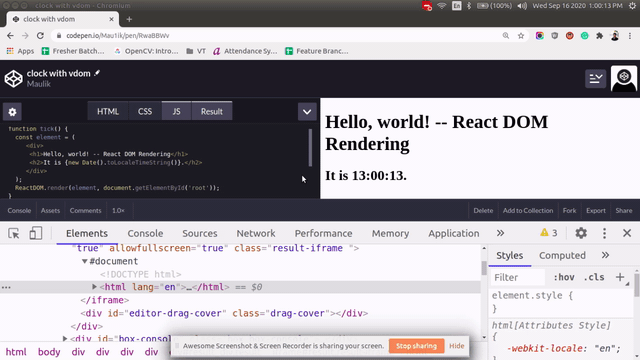 clock with vdom - Chromium
En
(100%)
Wed Sep 16 2020
1:00:13 PM
clock with vdom
codepen.io/Mau1ik/pen/RwaBBWv
Apps
Fresher Batch...
OpenCV: Introdu...
VT
Attendance Sy...
Feature Branc...
clock with vdom
Maulik
HTML
CSS
JS
Result
function tick() {
const element = (
<div>
<h1>Hello, world! -- React DOM Rendering</h1>
<h2>It is {new Date().toLocaleTimeString()}.</h2>
</div>
);
ReactDOM.render(element, document.getElementById('root'));
}
Hello, world! -- React DOM
Rendering
It is 13:00:13.
Console
Assets
Comments
1.0×
Delete
Add to Collection
Fork
Export
Share
Elements
Console
Sources
Network
Performance
Memory
Application
»
3
"true" allowfullscreen="true" class="result-iframe ">
#document
<!DOCTYPE html>
<html lang="en">…</html> == $0
</iframe>
<div id="editor-drag-cover" class="drag-cover"></div>
</div>
<div id="box-cons
html
body
div
div
div
div
Styles
Computed
»
Filter
:hov
.cls
+
element.style {
}
html[Attributes Style]
{
-webkit-locale: "en";
Awesome Screenshot & Screen Recorder is sharing your screen.
Stop sharing
Hide